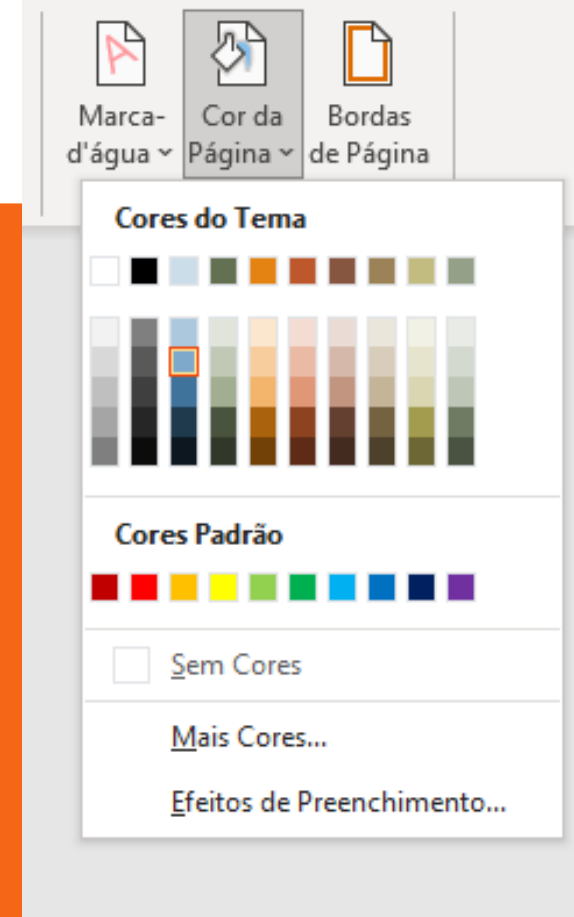 Marca-
d'água
Cor da
Página
Bordas
de Página
Cores do Tema
Cores Padrão
Sem Cores
Mais Cores...
Efeitos de Preenchimento...